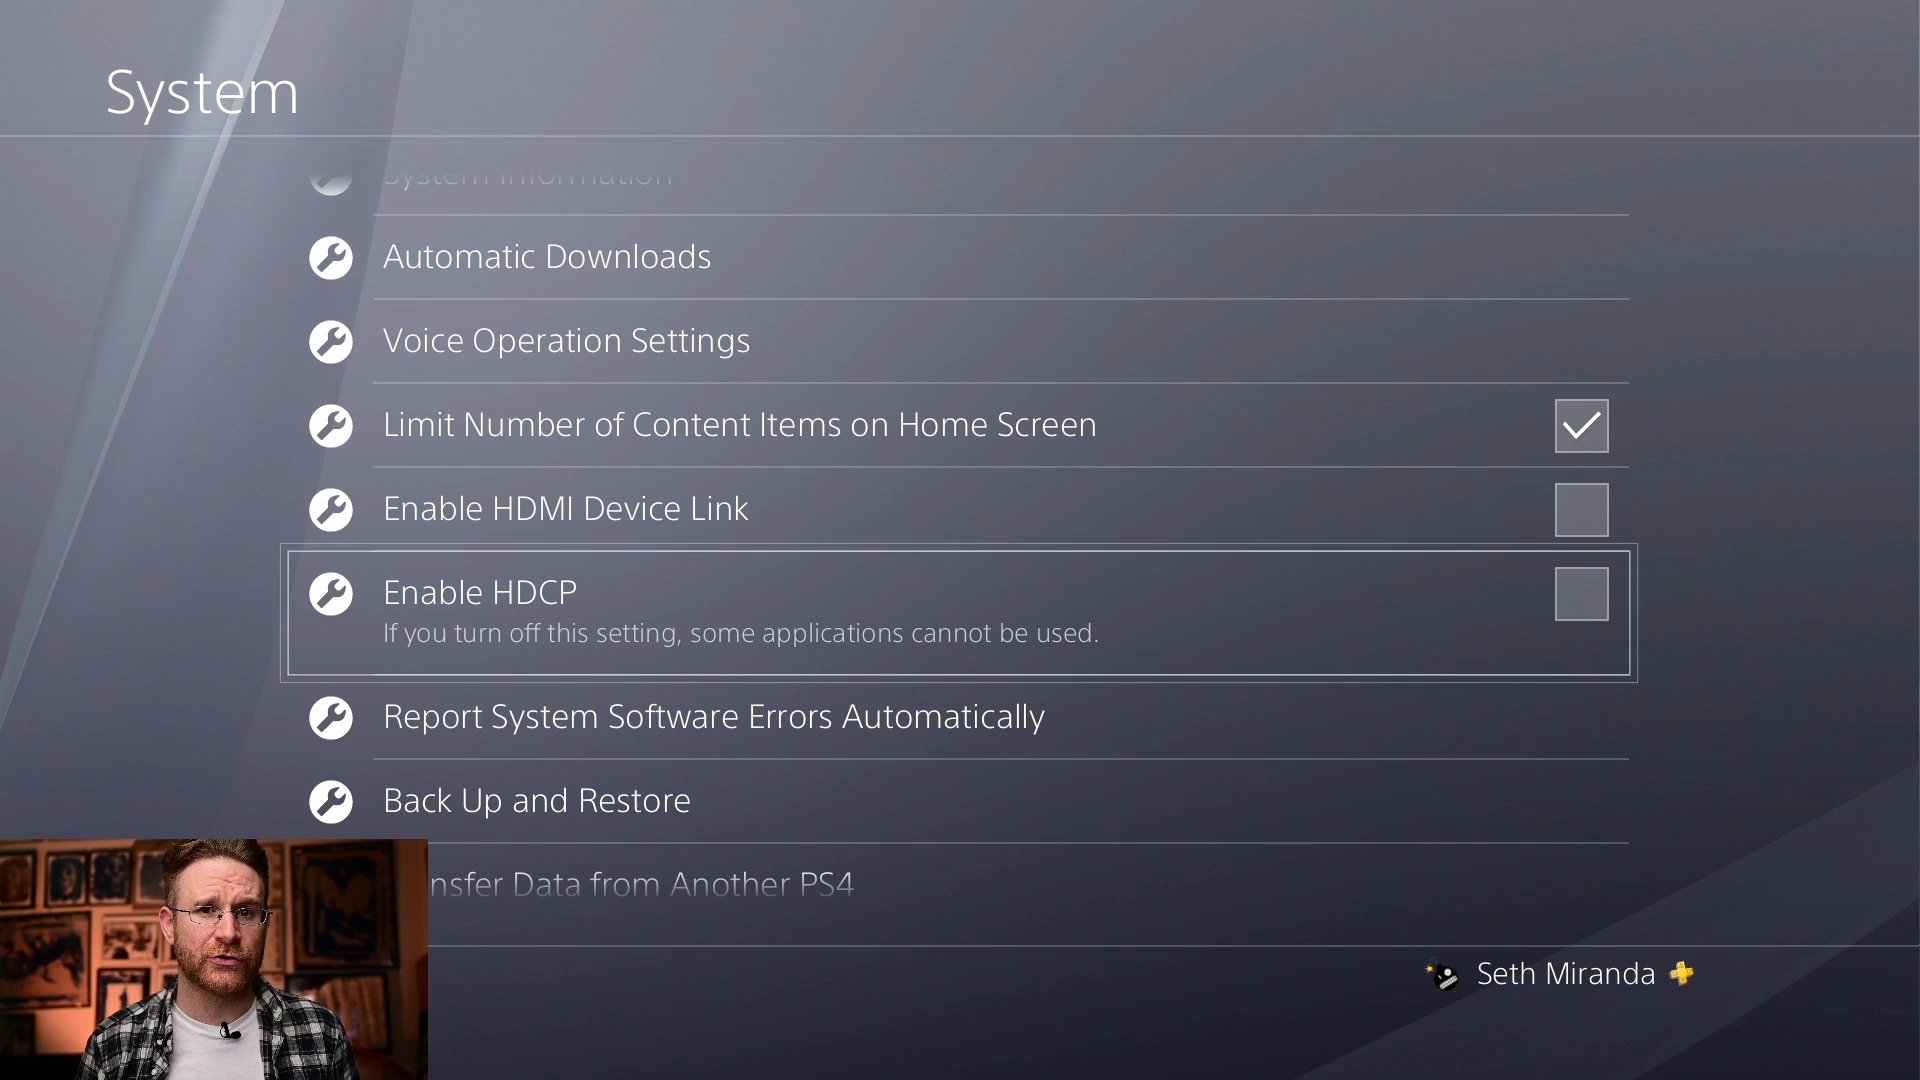 System
System Information
Automatic Downloads
Voice Operation Settings
Limit Number of Content Items on Home Screen
Enable HDMI Device Link
Enable HDCP
If you turn off this setting, some applications cannot be used.
Report System Software Errors Automatically
Back Up and Restore
nsfer Data from Another PS4
Seth Miranda